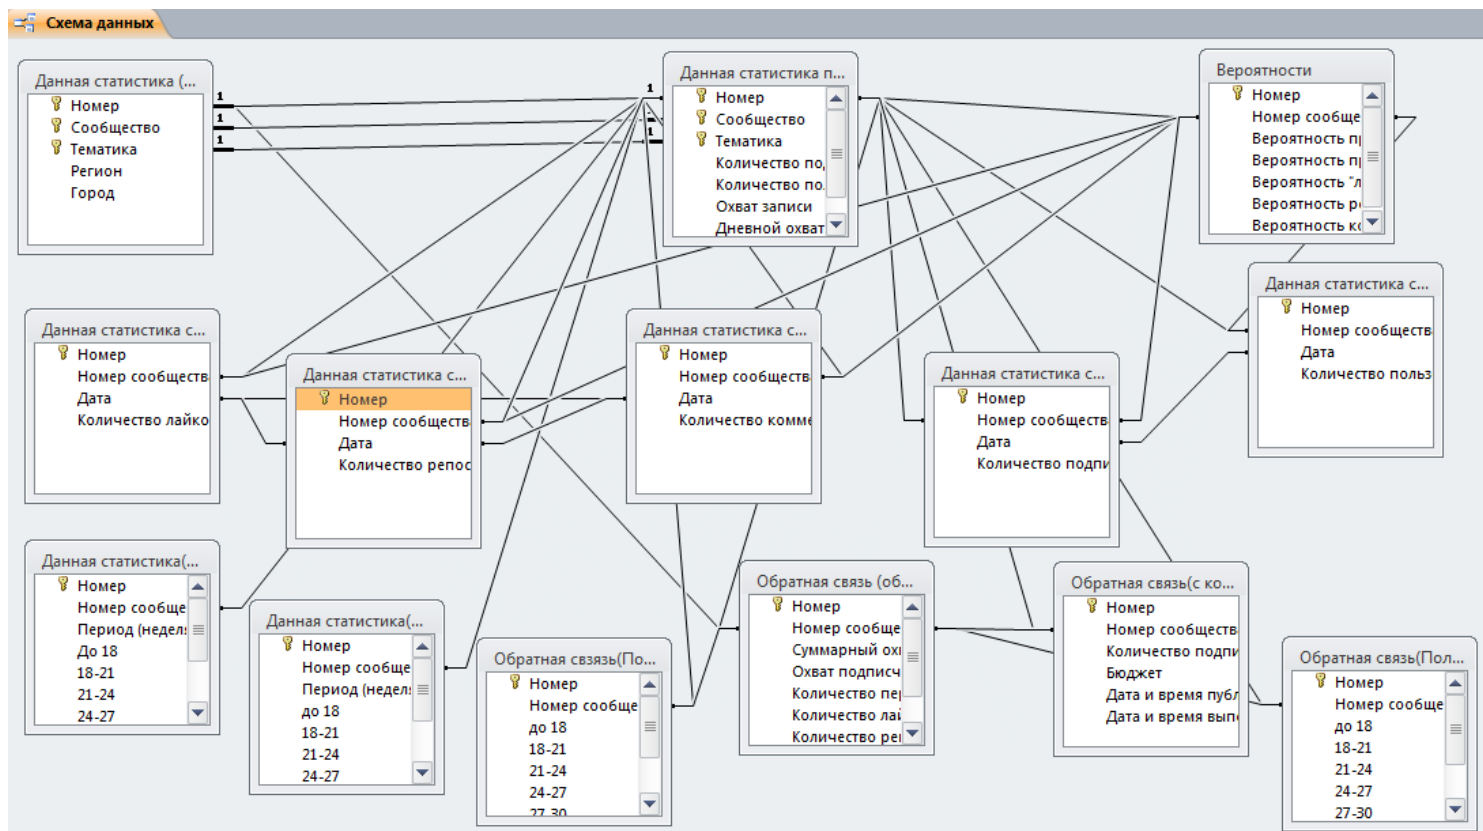 Схема данных
Данная статистика (...
Номер
Сообщество
Тематика
Регион
Город
1
1
1
1
Данная статистика п...
Номер
Сообщество
Тематика
Количество по
Количество по
Охват записи
Дневной охват
Вероятности
Номер
Номер сообще
Вероятность п
Вероятность п
Вероятность "л
Вероятность р
Вероятность к
Данная статистика с...
Номер
Номер сообществ
Дата
Количество польз
Данная статистика с...
Номер
Номер сообществ
Дата
Количество лайко
Данная статистика с...
Номер
Номер сообществ
Дата
Количество репос
Данная статистика с...
Номер
Номер сообществ
Дата
Количество комме
Данная статистика с...
Номер
Номер сообществ
Дата
Количество подпи
Данная статистика(...
Номер
Номер сообще
Период (недел
До 18
18-21
21-24
24-27
Данная статистика(...
Номер
Номер сообще
Период (недел
до 18
18-21
21-24
24-27
Обратная свзязь(По...
Номер
Номер сообще
до 18
18-21
21-24
24-27
27-30
Обратная связь (об...
Номер
Номер сообще
Суммарный ох
Охват подписч
Количество пер
Количество лай
Количество реп
Обратная связь(с ко...
Номер
Номер сообществ
Количество подпи
Бюджет
Дата и время публ
Дата и время вып
Обратная связь(Пол...
Номер
Номер сообще
до 18
18-21
21-24
24-27
27-30